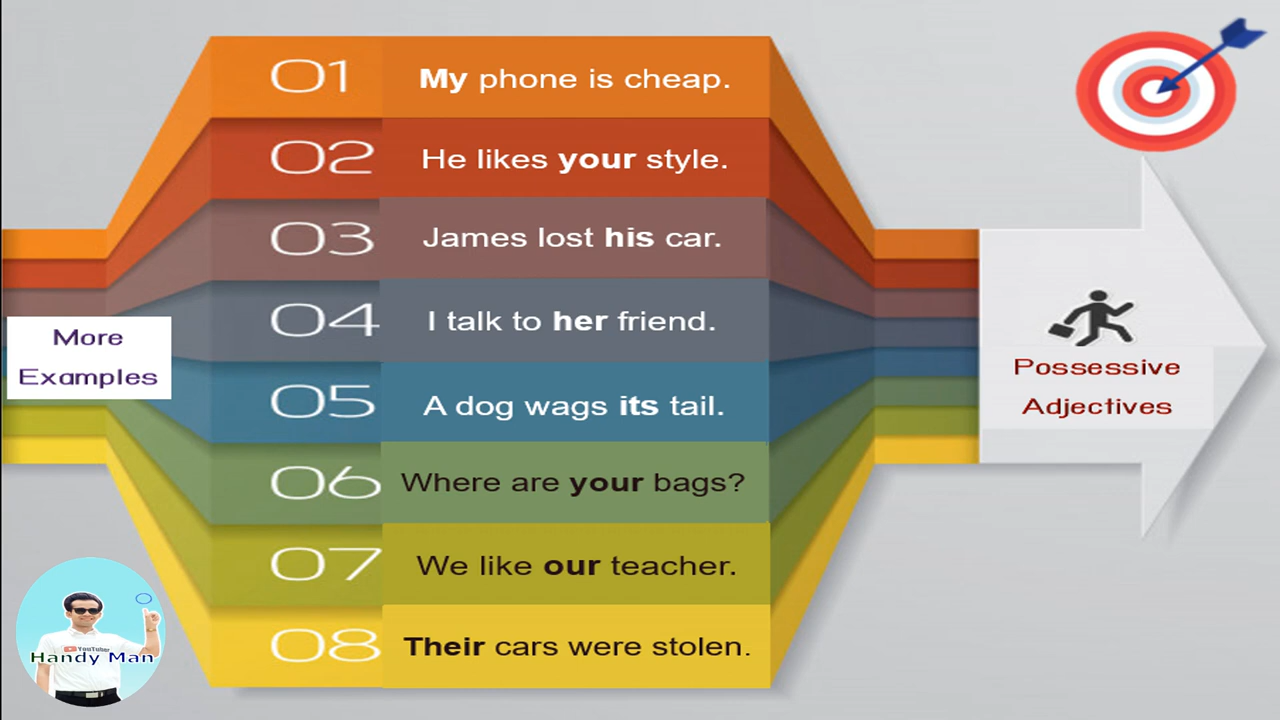 01 My phone is cheap.
02 He likes your style.
03 James lost his car.
04 I talk to her friend.
05 A dog wags its tail.
06 Where are your bags?
07 We like our teacher.
08 Their cars were stolen.
More
Examples
Possessive
Adjectives
YouTuber
Handy Man